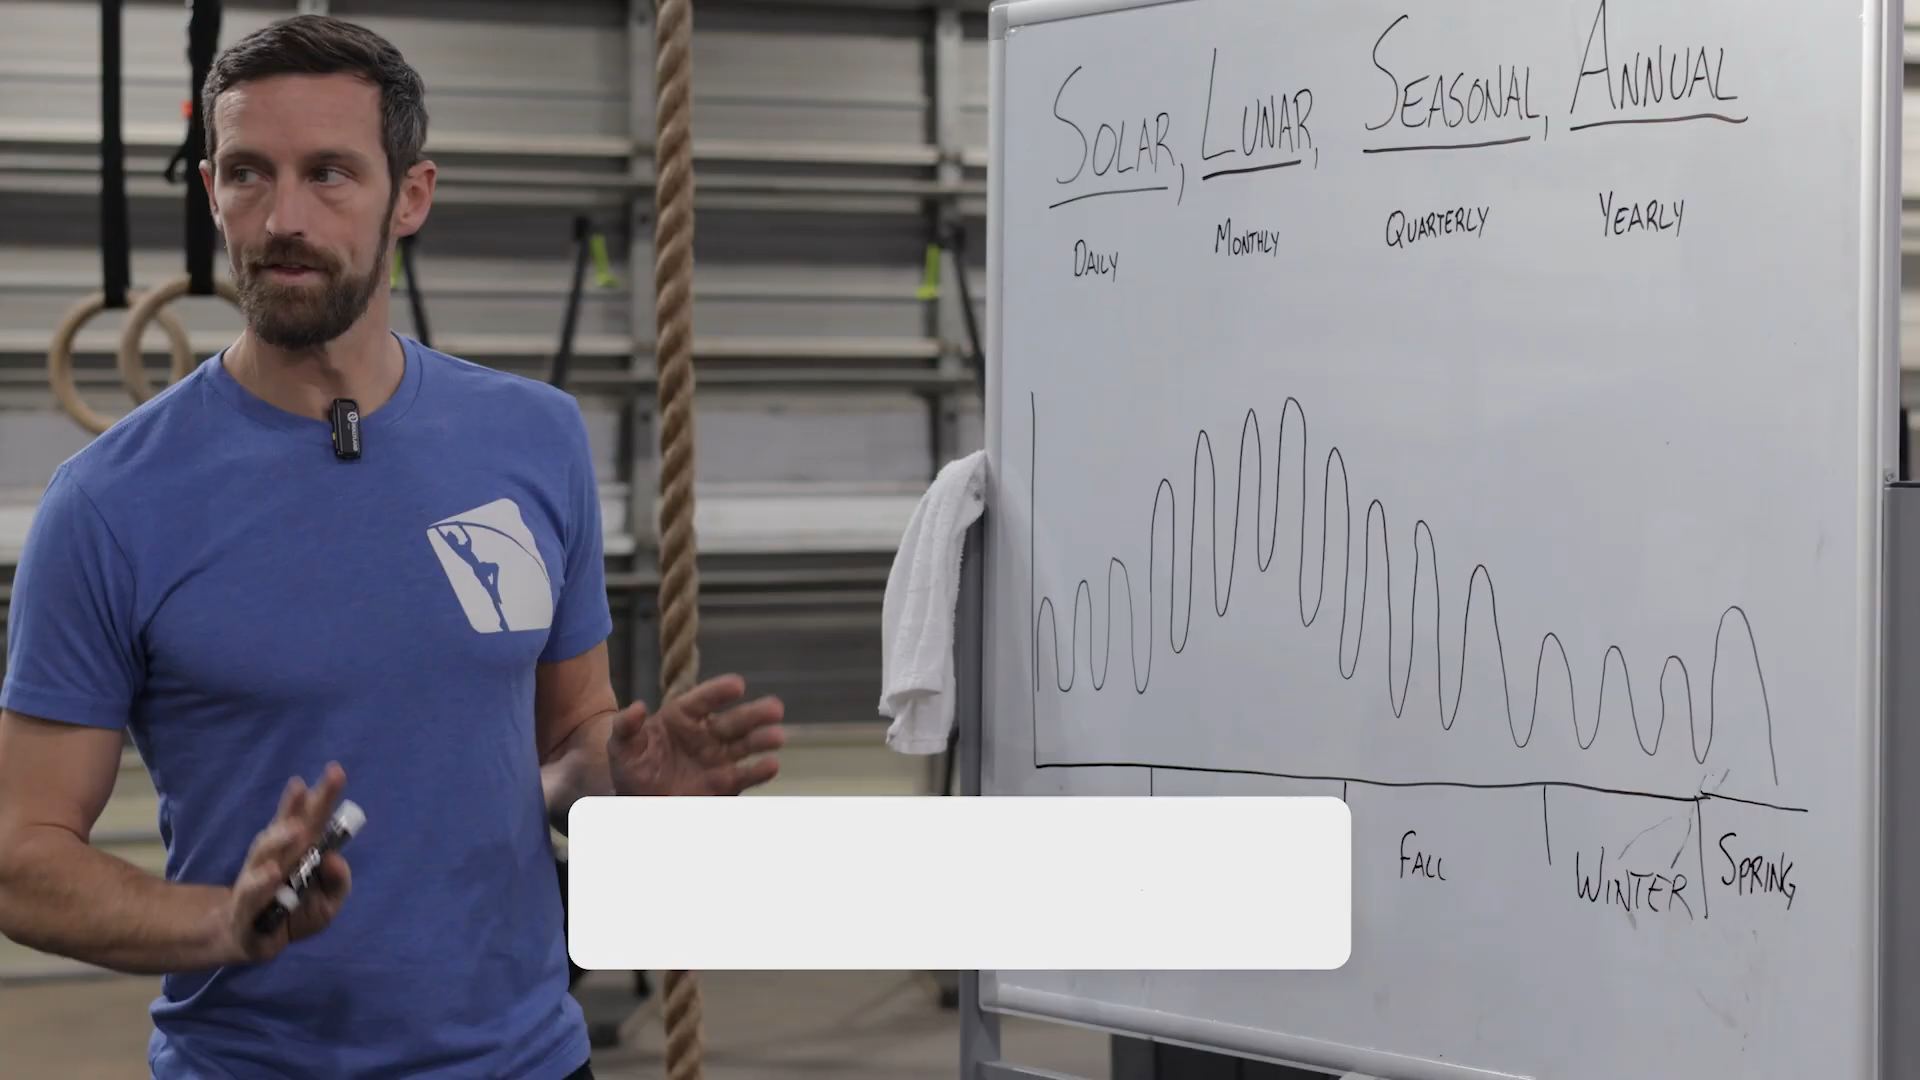 SOLAR, LUNAR, SEASONAL, ANNUAL
DAILY MONTHLY QUARTERLY YEARLY
FALL WINTER SPRING